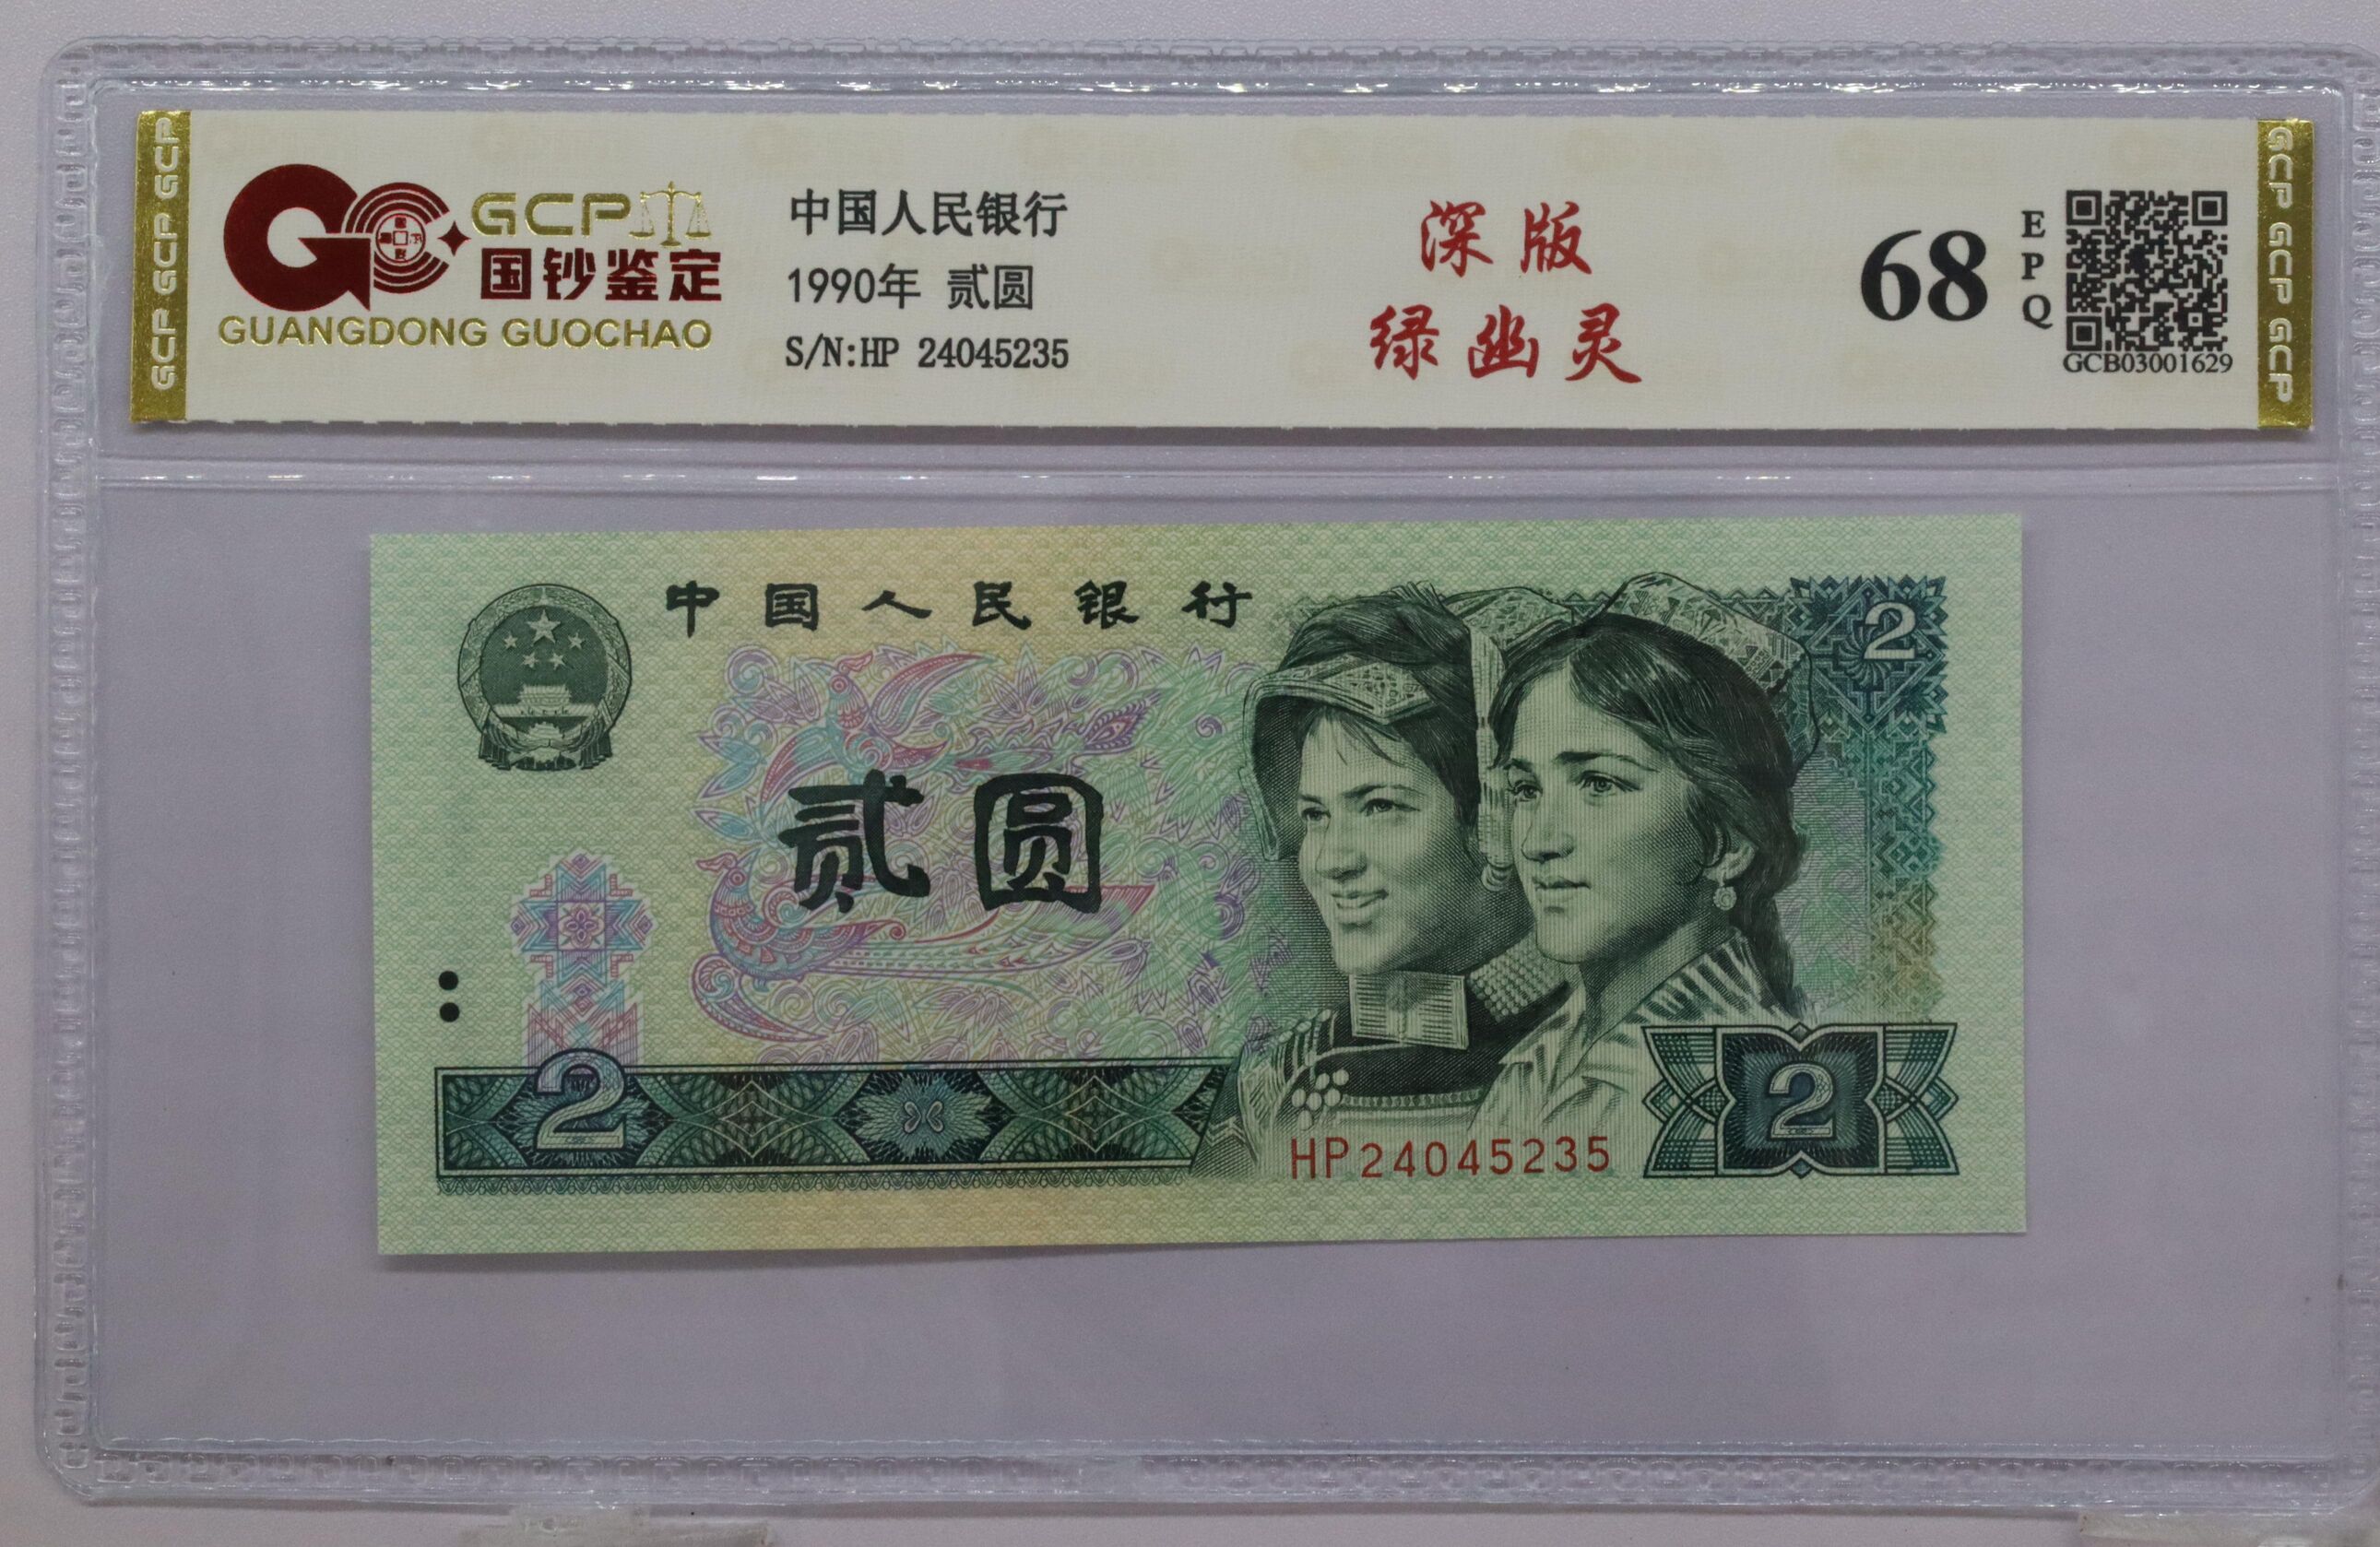 GCP GCP GCP
GCP
国钞鉴定
GUANGDONG GUOCHAO
中国人民银行
1990年 贰圆
S/N:HP 24045235
深版
绿幽灵
68
EPQ
GCB03001629
GCP GCP GCP
中国人民银行
2
贰圆
2
HP24045235
2